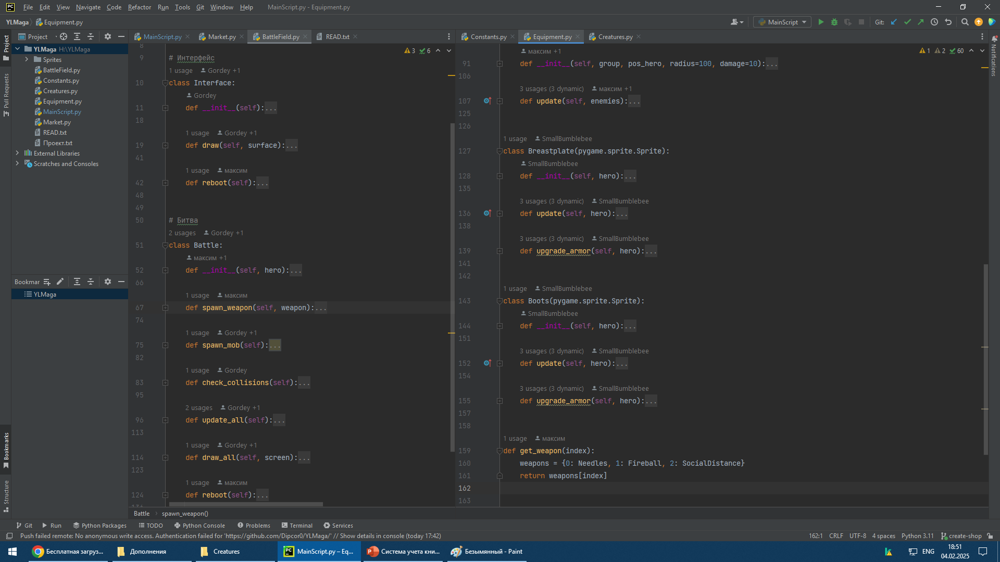 PC File Edit View Navigate Code Refactor Run Tools Git Window Help MainScript.py - Equipment.py
YLMaga Equipment.py MainScript Git:
Project MainScript.py Market.py BattleField.py READ.txt Constants.py Equipment.py Creatures.py
Project
Pull Requests
Bookmarks
Structure
Notifications
YLMaga H:\YLMaga
Sprites
BattleField.py
Constants.py
Creatures.py
Equipment.py
MainScript.py
Market.py
READ.txt
Проект.txt
External Libraries
Scratches and Consoles
Bookmar
YLMaga
3 6
8
9 # Интерфейс
1 usage Gordey +1
10 class Interface:
Gordey
11 def __init__(self):...
18
1 usage Gordey +1
19 def draw(self, surface):...
41
1 usage максим
42 def reboot(self):...
48
49
50 # Битва
2 usages Gordey +1
51 class Battle:
максим +1
52 def __init__(self, hero):...
66
1 usage максим
67 def spawn_weapon(self, weapon):...
74
1 usage Gordey +1
75 def spawn_mob(self):...
82
1 usage Gordey
83 def check_collisions(self):...
95
2 usages Gordey +1
96 def update_all(self):...
113
1 usage Gordey +1
114 def draw_all(self, screen):...
123
1 usage максим
124 def reboot(self):...
Battle spawn_weapon()
1 2 60
максим +1
91 def __init__(self, group, pos_hero, radius=100, damage=10):...
106
3 usages (3 dynamic) максим +1
107 def update(self, enemies):...
125
126
1 usage SmallBumblebee
127 class Breastplate(pygame.sprite.Sprite):
SmallBumblebee
128 def __init__(self, hero):...
135
3 usages (3 dynamic) SmallBumblebee
136 def update(self, hero):...
138
3 usages (3 dynamic) SmallBumblebee
139 def upgrade_armor(self, hero):...
141
142
1 usage SmallBumblebee
143 class Boots(pygame.sprite.Sprite):
SmallBumblebee
144 def __init__(self, hero):...
151
3 usages (3 dynamic) SmallBumblebee
152 def update(self, hero):...
154
3 usages (3 dynamic) SmallBumblebee
155 def upgrade_armor(self, hero):...
157
158
1 usage максим
159 def get_weapon(index):
160 weapons = {0: Needles, 1: Fireball, 2: SocialDistance}
161 return weapons[index]
162
163
Git Run Python Packages TODO Python Console Problems Terminal Services
Push failed remote: No anonymous write access. Authentication failed for 'https://github.com/Dipcor0/YLMaga/' // Show details in console (today 17:42) 162:1 CRLF UTF-8 4 spaces Python 3.11 create-shop
Бесплатная загруз... Дополнения Creatures MainScript.py – Eq... Система учета кни... Безымянный - Paint ENG 18:51
04.02.2025